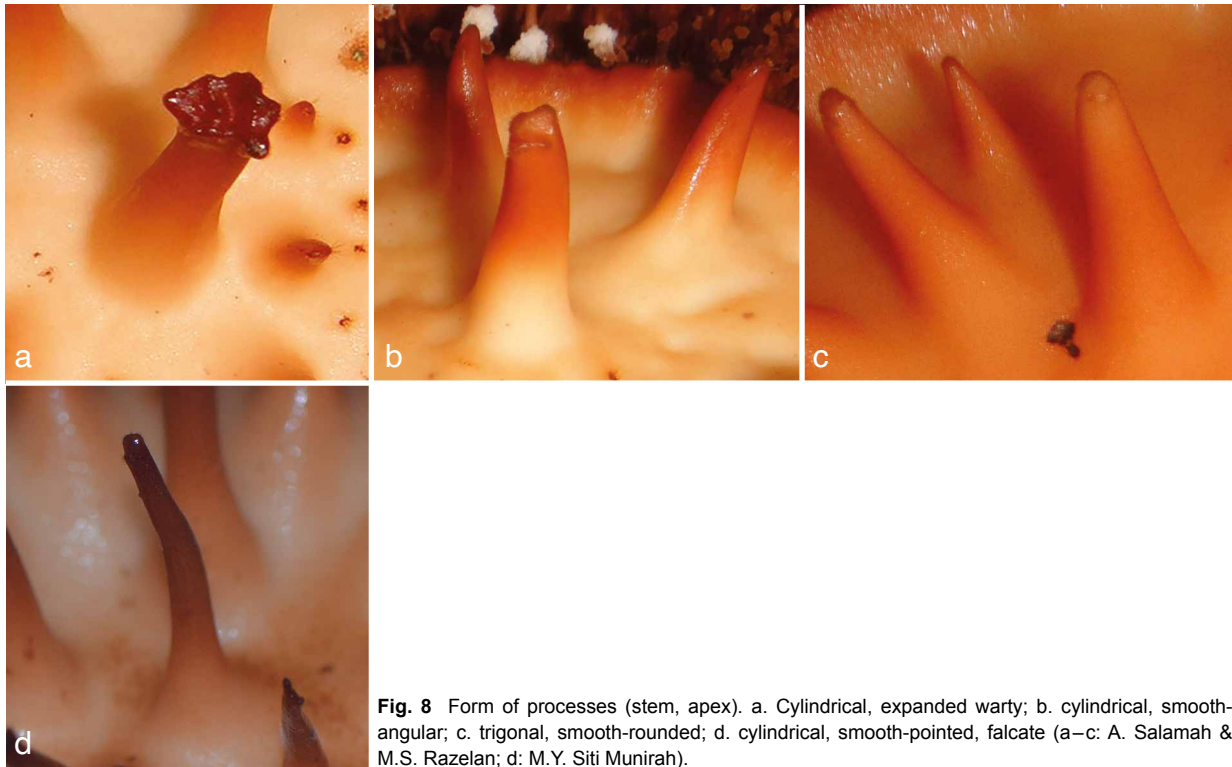 a
b
c
d
Fig. 8 Form of processes (stem, apex). a. Cylindrical, expanded warty; b. cylindrical, smooth-
angular; c. trigonal, smooth-rounded; d. cylindrical, smooth-pointed, falcate (a–c: A. Salamah &
M.S. Razelan; d: M.Y. Siti Munirah).